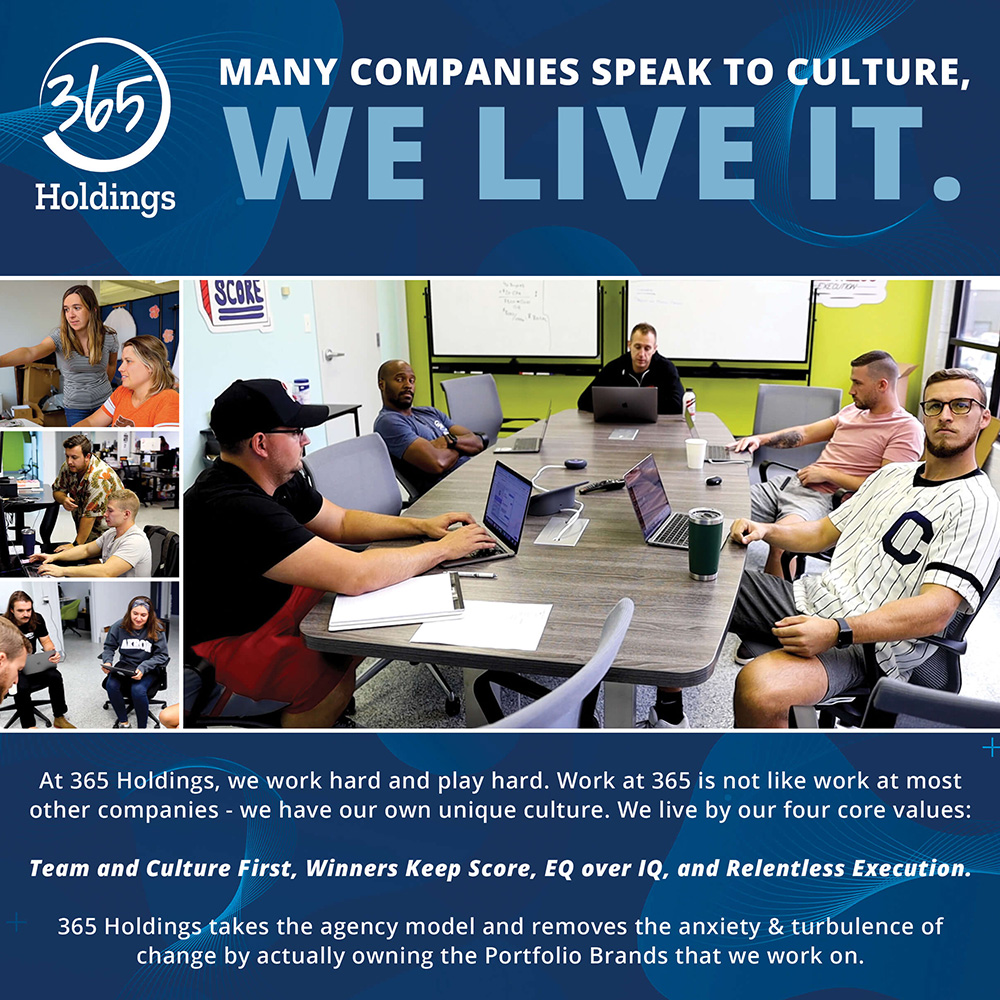 365
Holdings
MANY COMPANIES SPEAK TO CULTURE,
WE LIVE IT.
SCORE
EXECUTION
C
AKRON
At 365 Holdings, we work hard and play hard. Work at 365 is not like work at most
other companies - we have our own unique culture. We live by our four core values:
Team and Culture First, Winners Keep Score, EQ over IQ, and Relentless Execution.
365 Holdings takes the agency model and removes the anxiety & turbulence of
change by actually owning the Portfolio Brands that we work on.